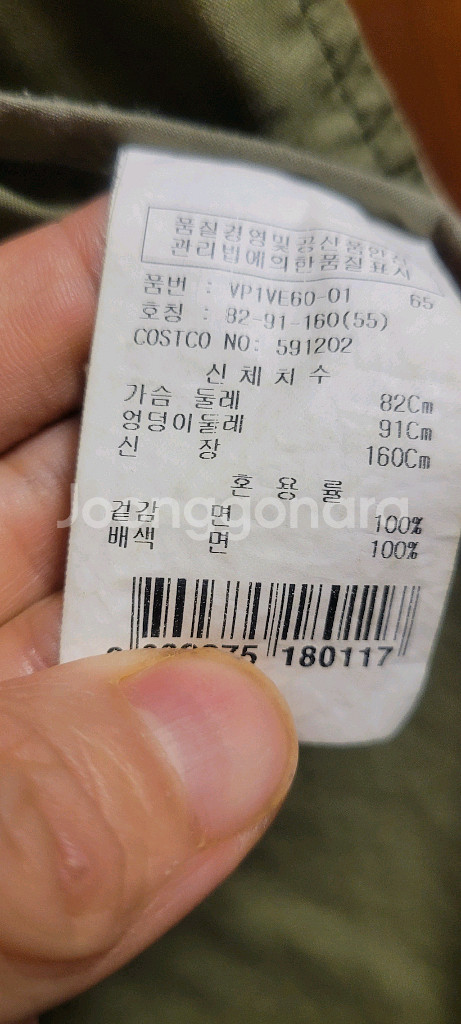 품질경영및공산품안전
관리법에의한품질표시
품번 : VP1VE60-01 65
호칭 : 82-91-160(55)
COSTCO NO: 591202
신체치수
가슴 둘레 82Cm
엉덩이둘레 91Cm
신 장 160Cm
혼용률
겉감 면 100%
배색 면 100%
180117
Joonggonara